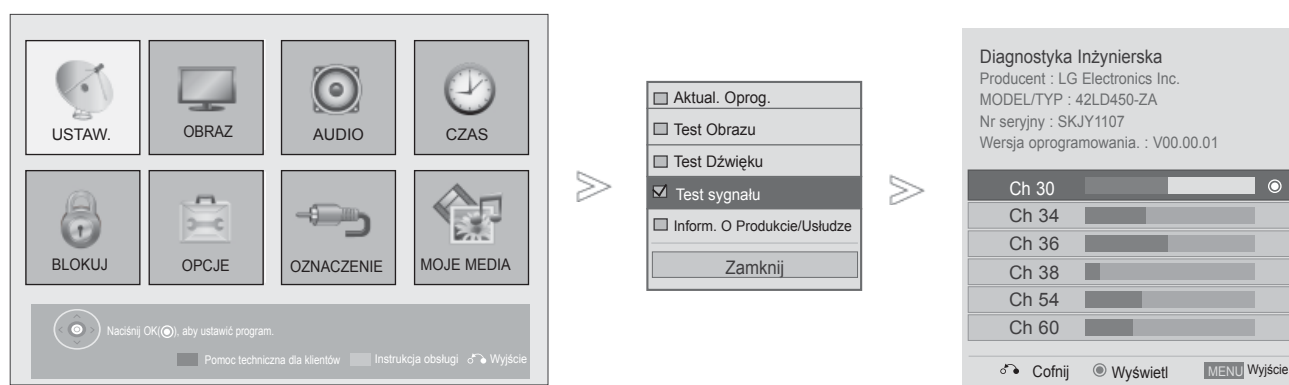 USTAW.
OBRAZ
AUDIO
CZAS
BLOKUJ
OPCJE
OZNACZENIE
MOJE MEDIA
Naciśnij OK(◉), aby ustawić program.
Pomoc techniczna dla klientów Instrukcja obsługi Wyjście
Aktual. Oprog.
Test Obrazu
Test Dźwięku
Test sygnału
Inform. O Produkcie/Usłudze
Zamknij
Diagnostyka Inżynierska
Producent : LG Electronics Inc.
MODEL/TYP : 42LD450-ZA
Nr seryjny : SKJY1107
Wersja oprogramowania. : V00.00.01
Ch 30
Ch 34
Ch 36
Ch 38
Ch 54
Ch 60
Cofnij ◉ Wyświetl MENU Wyjście